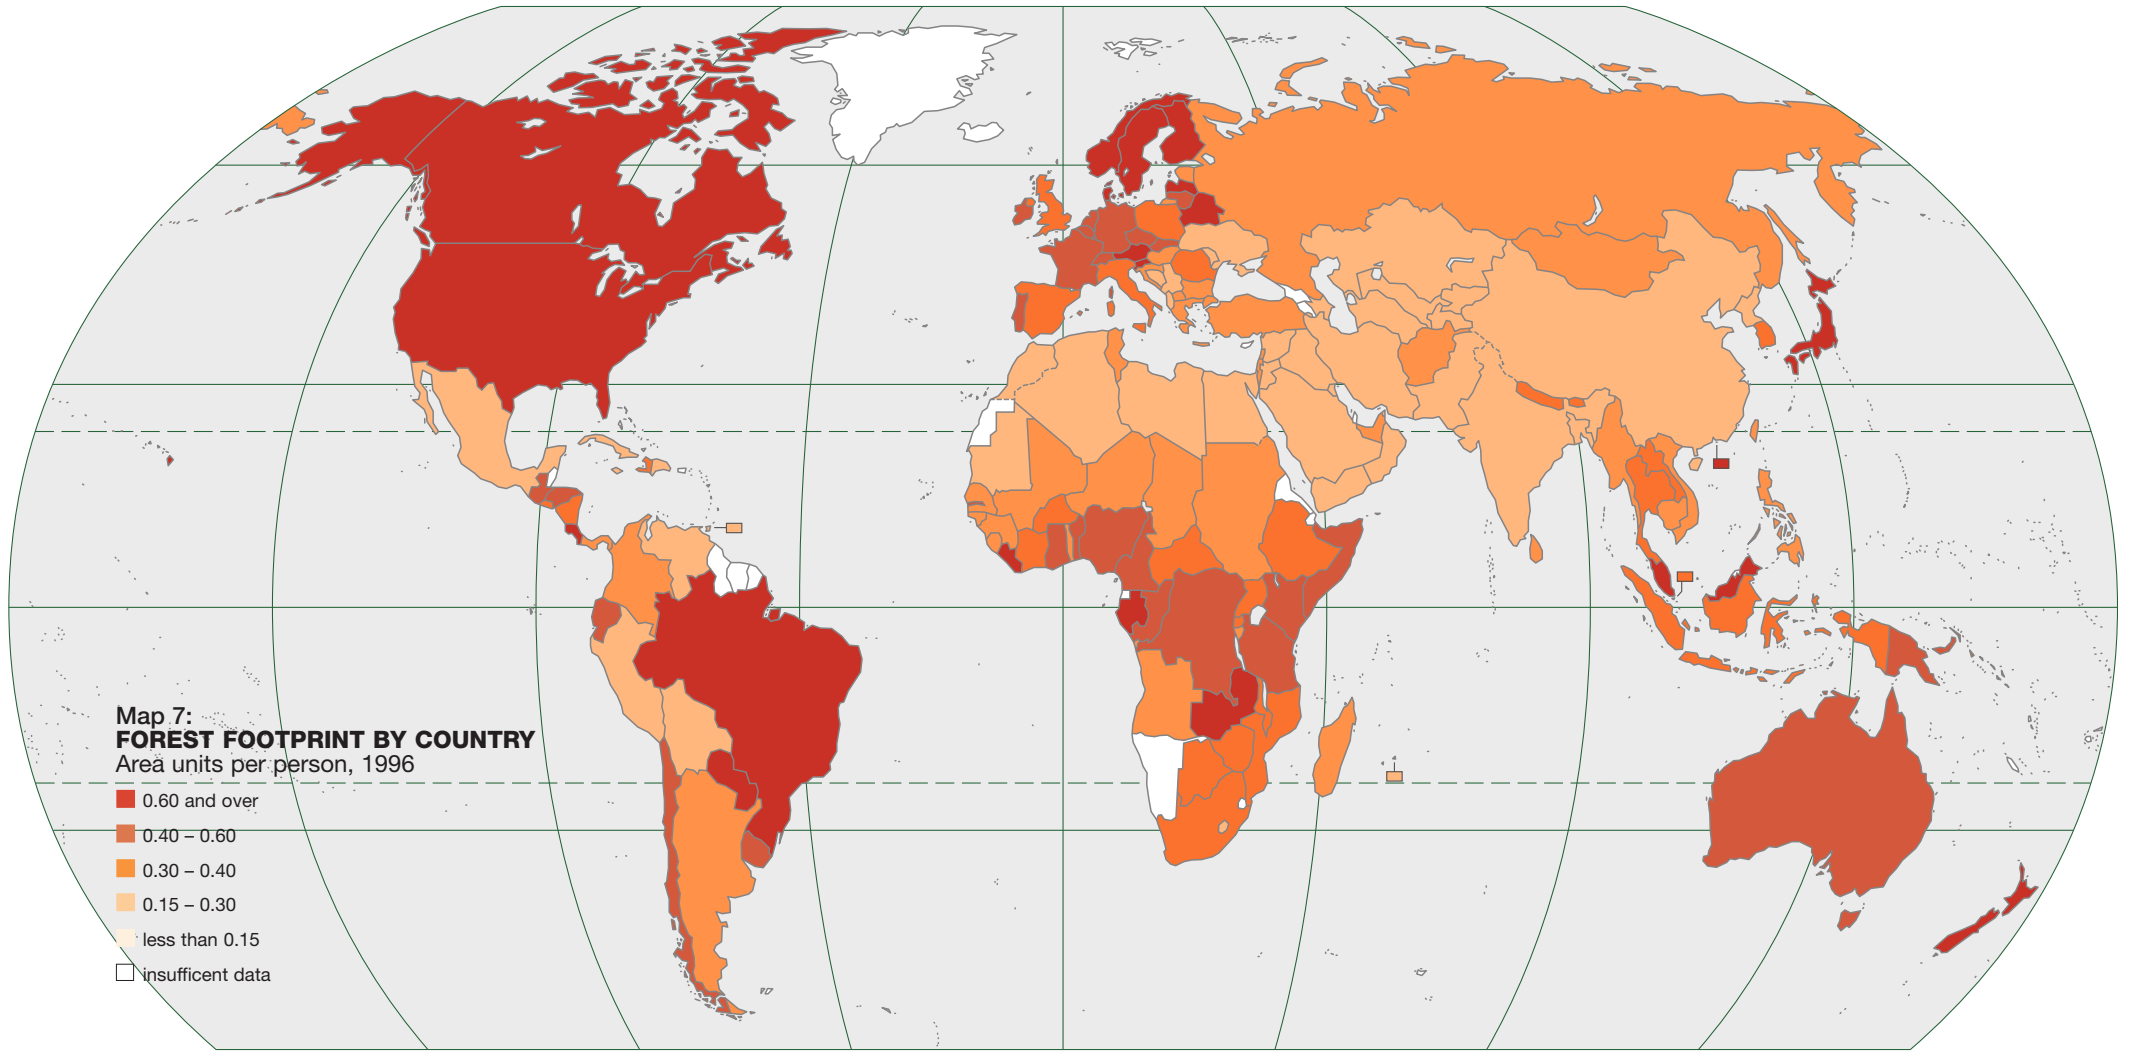 Map 7:
FOREST FOOTPRINT BY COUNTRY
Area units per person, 1996
0.60 and over
0.40 – 0.60
0.30 – 0.40
0.15 – 0.30
less than 0.15
insufficent data